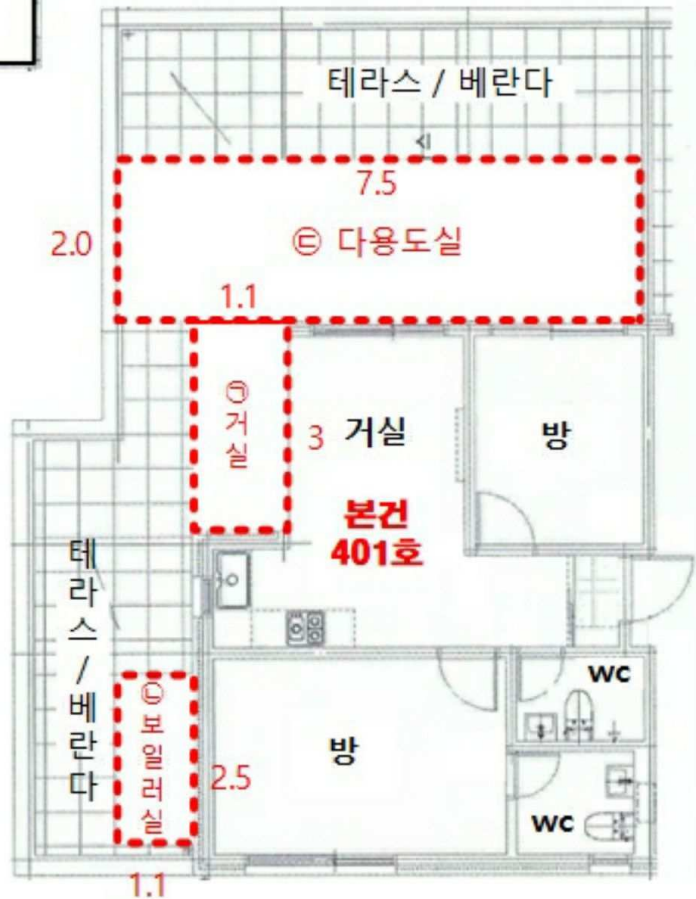 테라스 / 베란다
7.5
2.0
㉢ 다용도실
1.1
㉠ 거실
3
거실
방
본건
401호
테라스/베란다
wc
㉡ 보일러실
2.5
방
wc
1.1